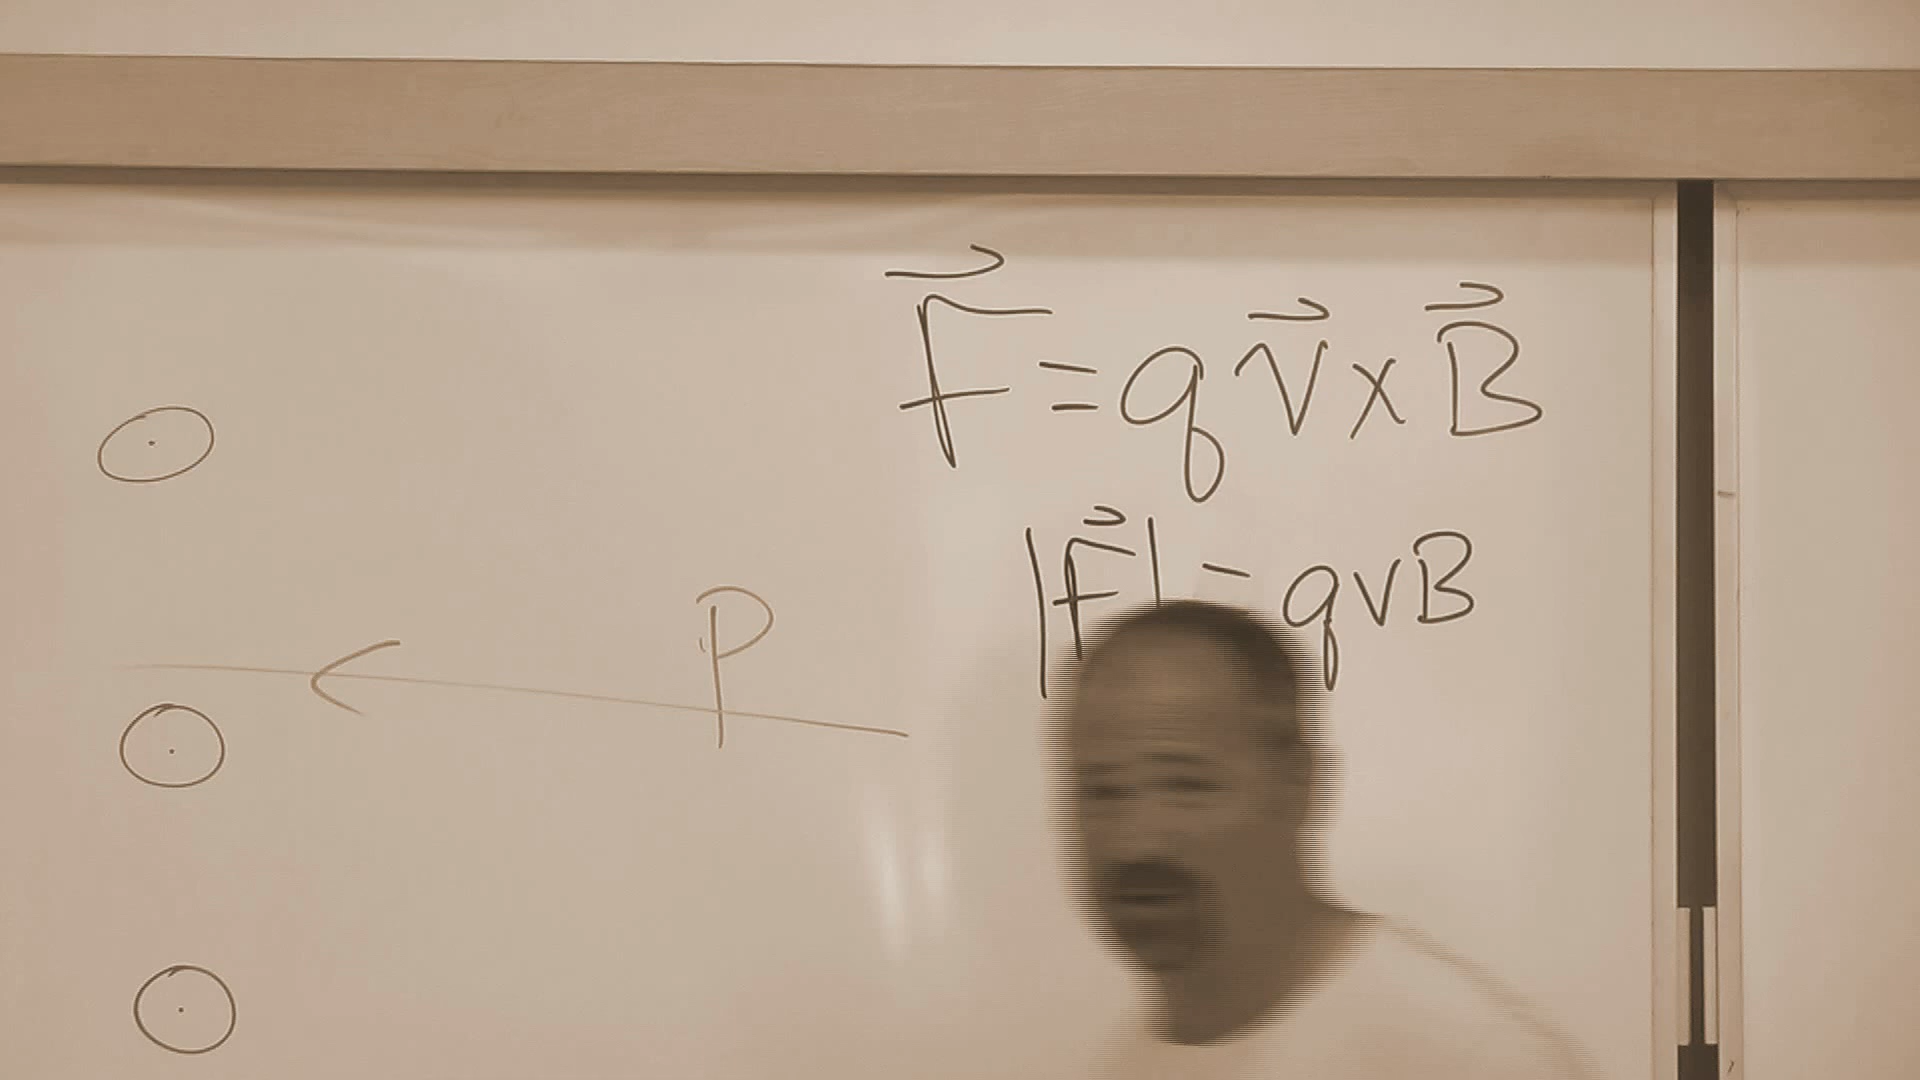 F⃗ = q v⃗ × B⃗
|F⃗| = qvB
P